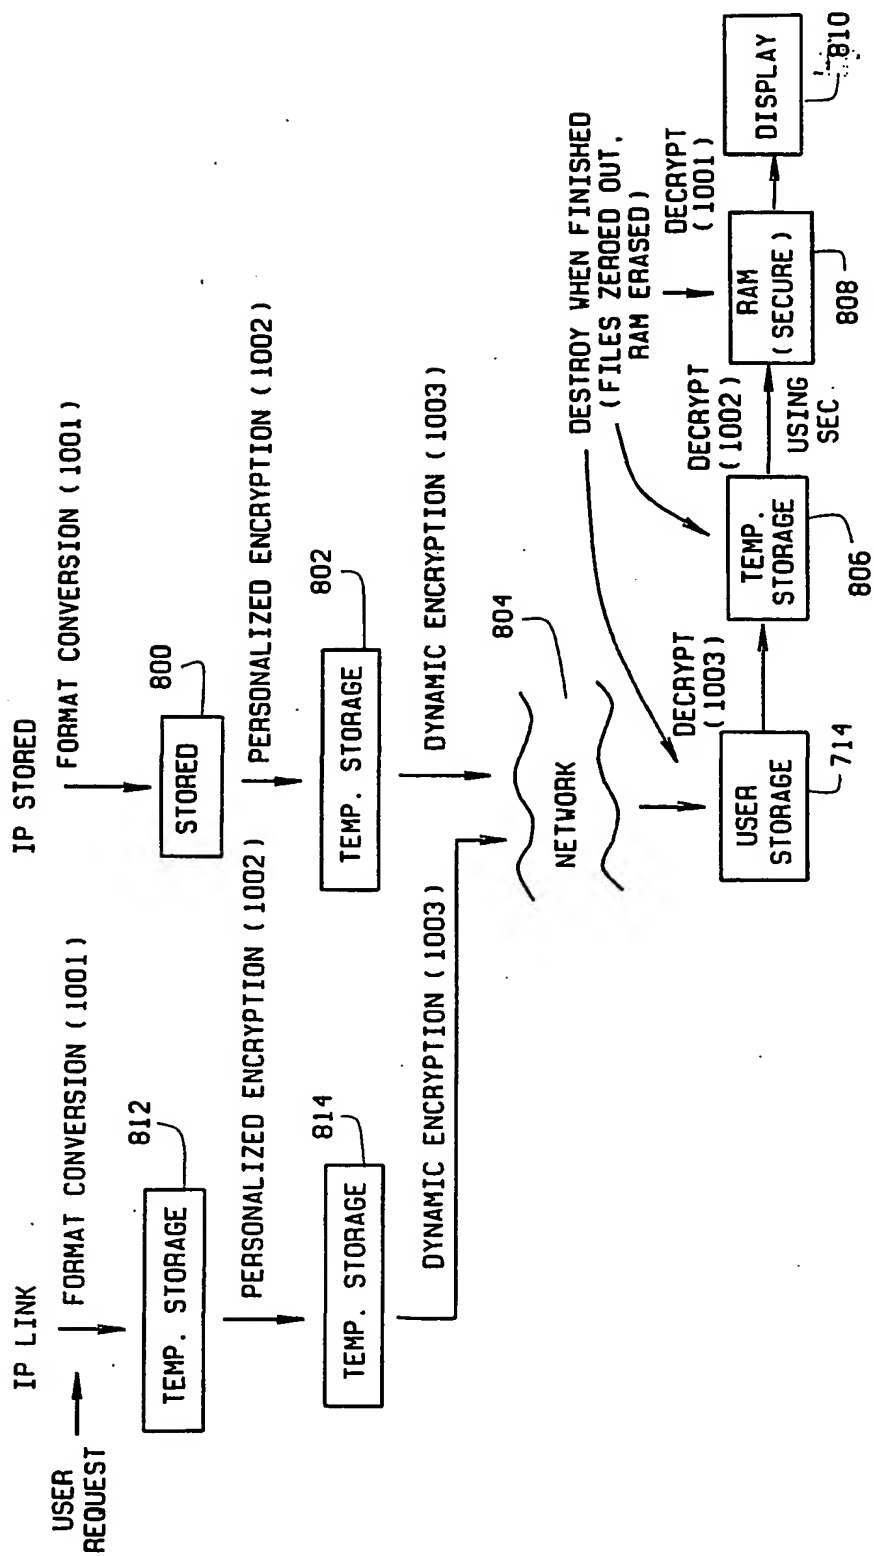 USER
REQUEST
IP LINK
FORMAT CONVERSION (1001)
TEMP. STORAGE
812
PERSONALIZED ENCRYPTION (1002)
TEMP. STORAGE
814
DYNAMIC ENCRYPTION (1003)
IP STORED
FORMAT CONVERSION (1001)
STORED
800
PERSONALIZED ENCRYPTION (1002)
TEMP. STORAGE
802
DYNAMIC ENCRYPTION (1003)
NETWORK
804
DESTROY WHEN FINISHED
(FILES ZEROED OUT,
RAM ERASED)
USER
STORAGE
714
DECRYPT
(1003)
TEMP.
STORAGE
806
DECRYPT
(1002)
USING
SEC.
RAM
(SECURE)
808
DECRYPT
(1001)
DISPLAY
810